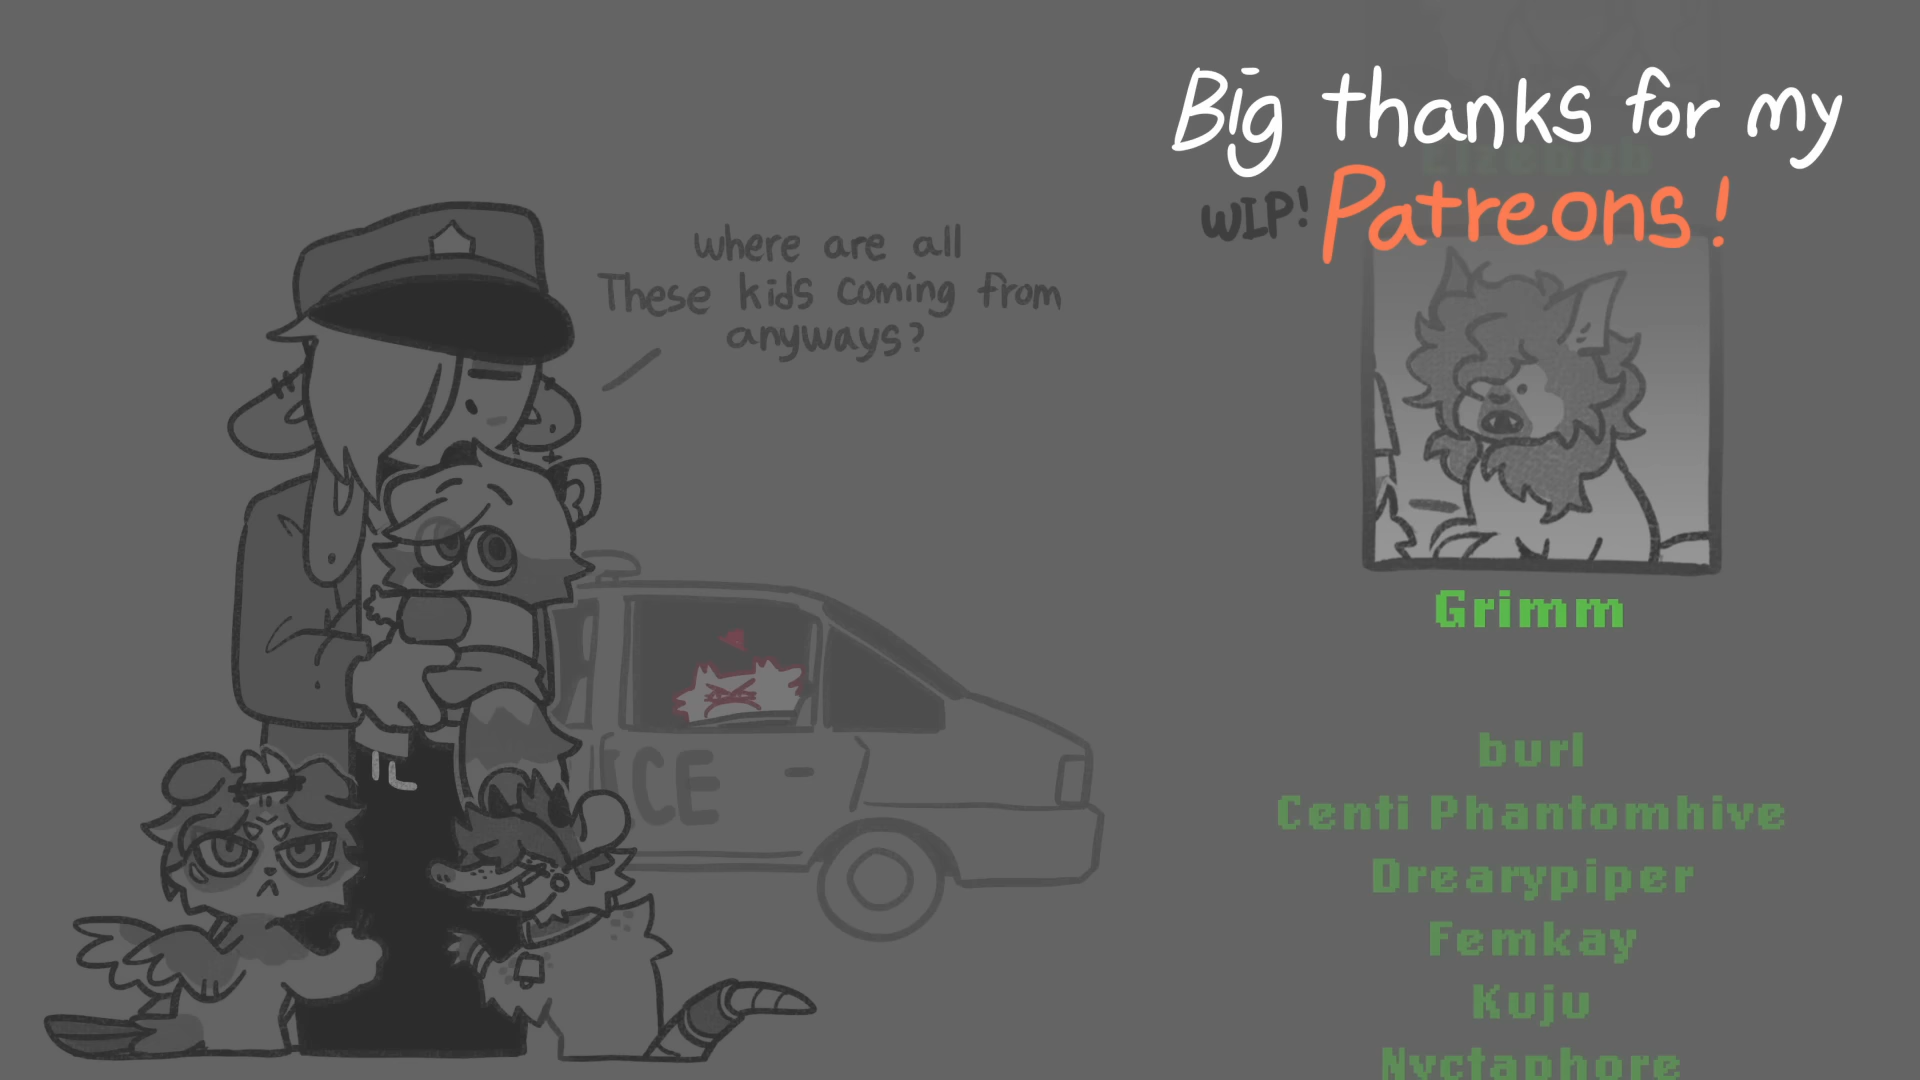 Big thanks for my
WIP! Patreons!
where are all
These kids coming from
anyways?
ICE
Grimm
burl
Centi Phantomhive
Drearypiper
Femkay
Kuju
Nyctaphore